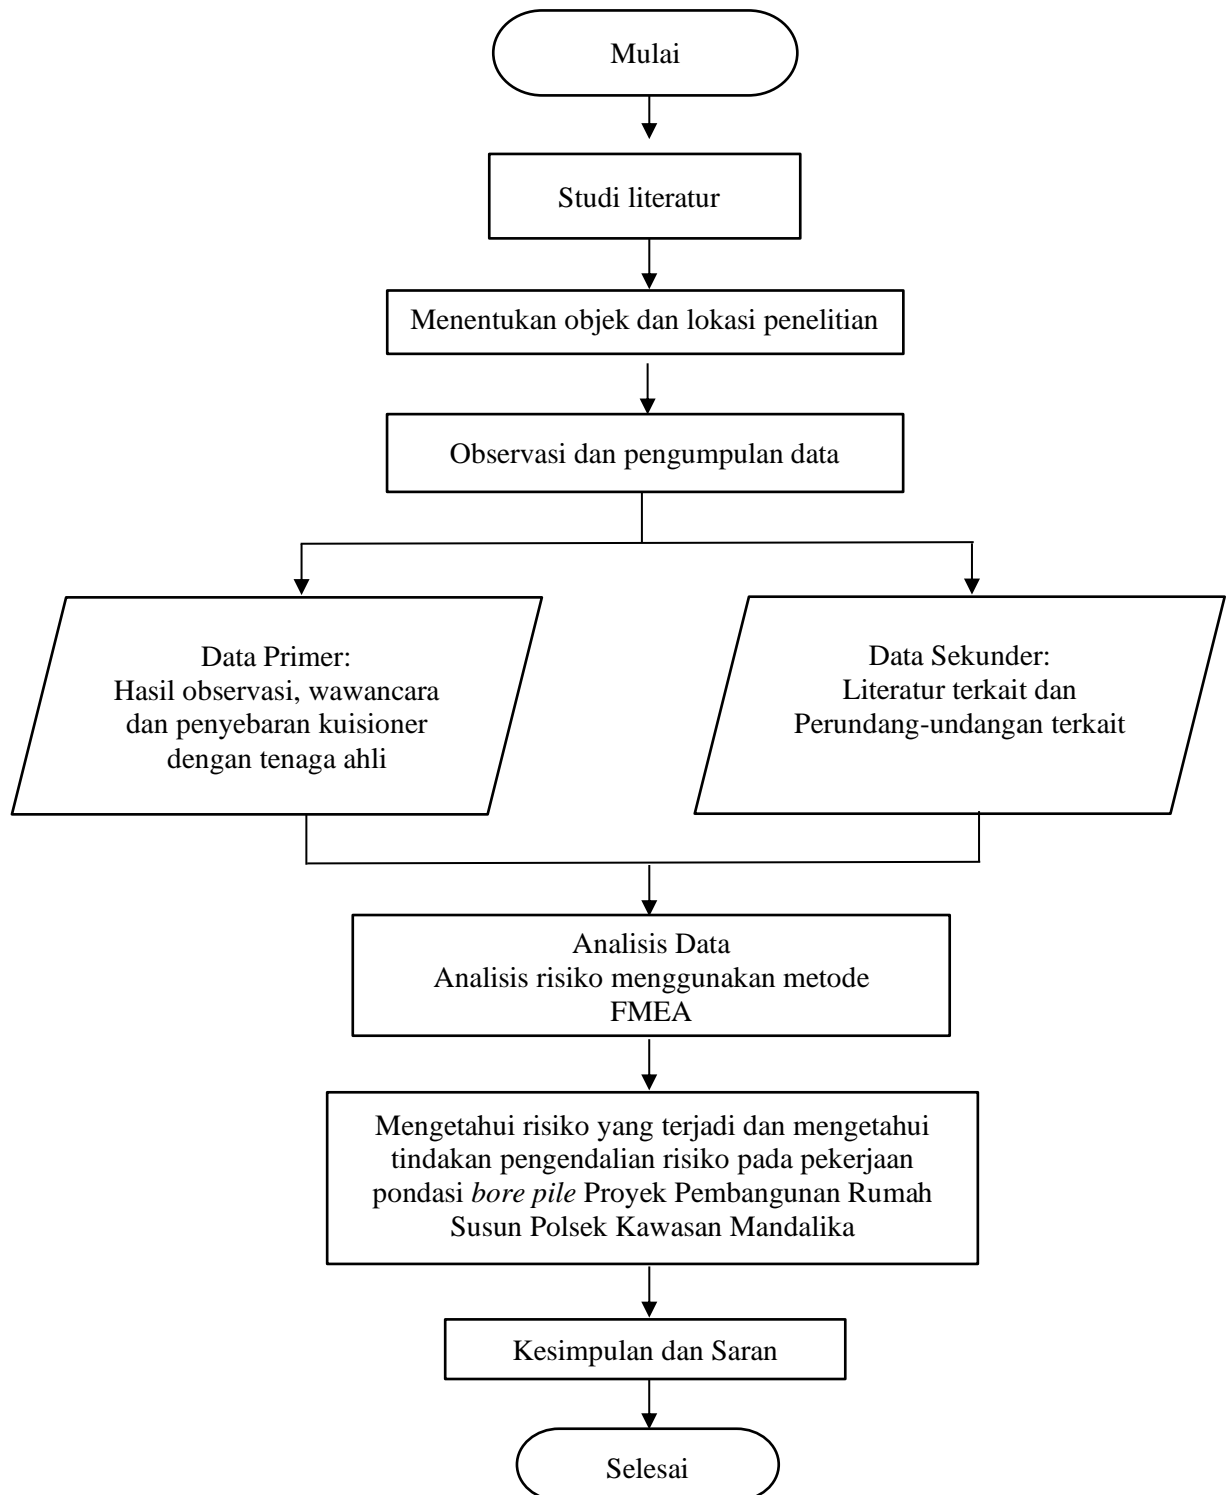 Mulai
Studi literatur
Menentukan objek dan lokasi penelitian
Observasi dan pengumpulan data
Data Primer:
Hasil observasi, wawancara
dan penyebaran kuisioner
dengan tenaga ahli
Data Sekunder:
Literatur terkait dan
Perundang-undangan terkait
Analisis Data
Analisis risiko menggunakan metode
FMEA
Mengetahui risiko yang terjadi dan mengetahui
tindakan pengendalian risiko pada pekerjaan
pondasi bore pile Proyek Pembangunan Rumah
Susun Polsek Kawasan Mandalika
Kesimpulan dan Saran
Selesai